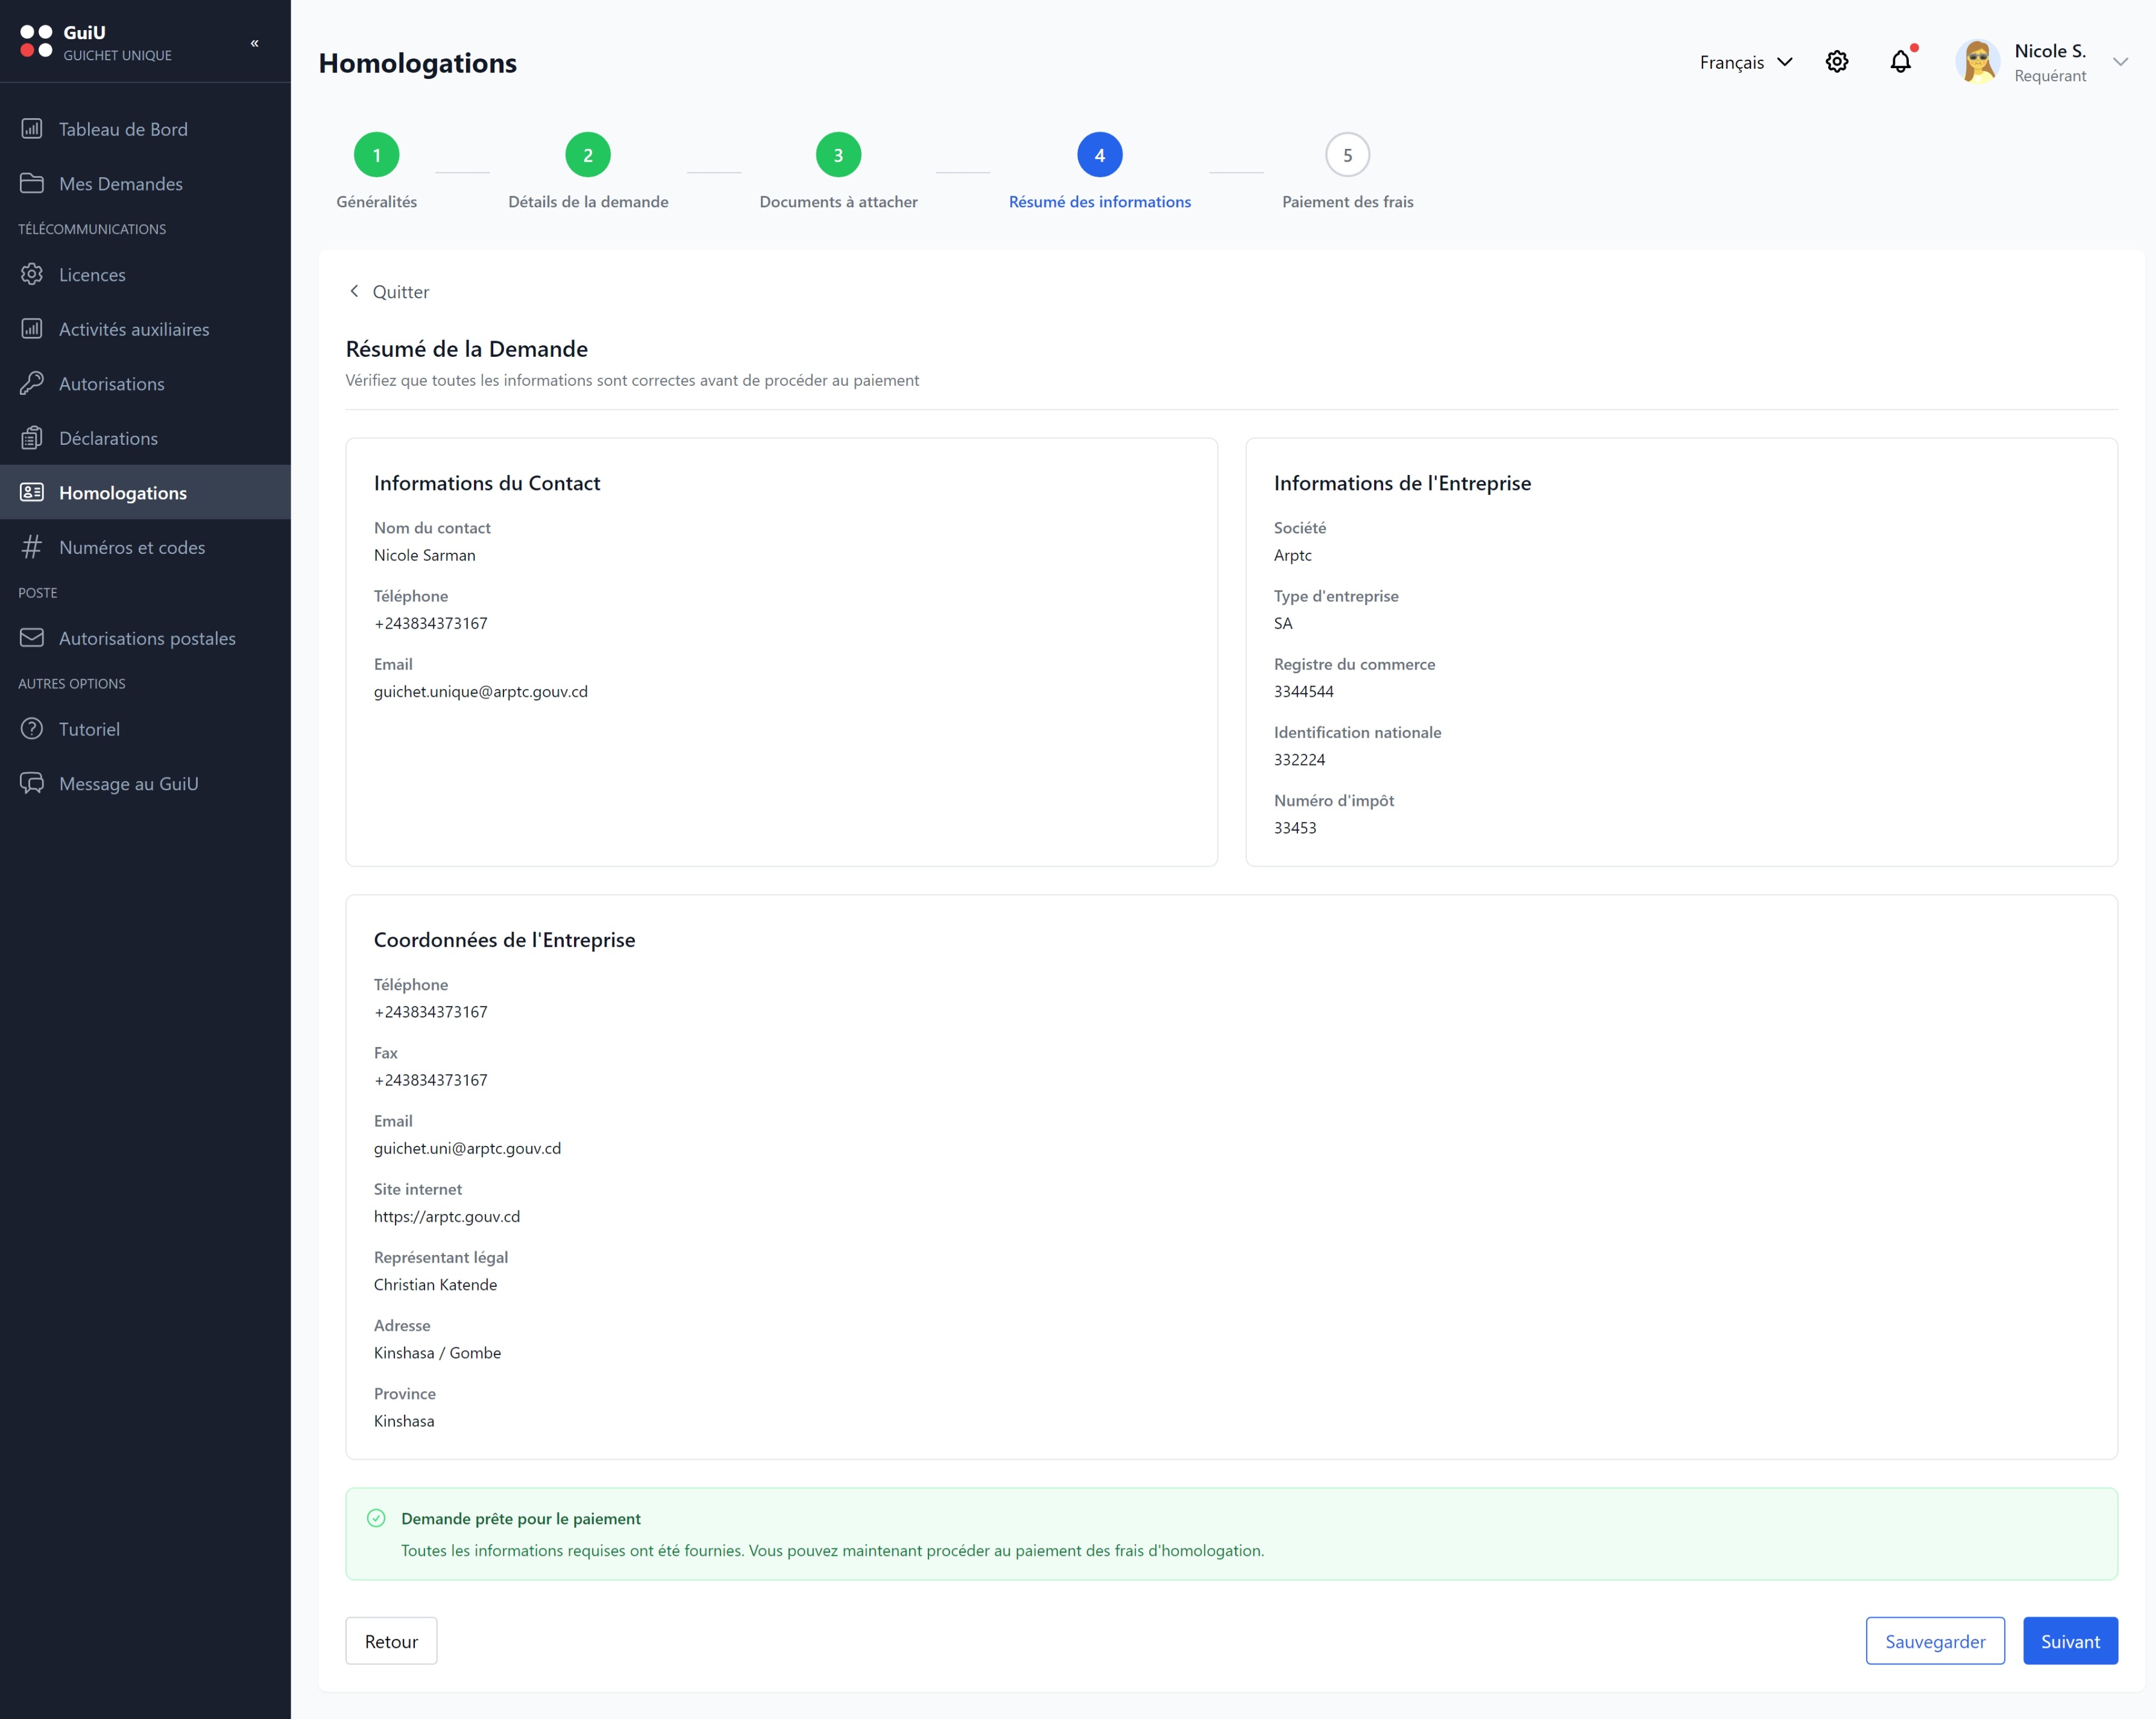 GuiU
GUICHET UNIQUE
«
Tableau de Bord
Mes Demandes
TÉLÉCOMMUNICATIONS
Licences
Activités auxiliaires
Autorisations
Déclarations
Homologations
Numéros et codes
POSTE
Autorisations postales
AUTRES OPTIONS
Tutoriel
Message au GuiU
Homologations
Français
Nicole S.
Requérant
1
Généralités
2
Détails de la demande
3
Documents à attacher
4
Résumé des informations
5
Paiement des frais
Quitter
Résumé de la Demande
Vérifiez que toutes les informations sont correctes avant de procéder au paiement
Informations du Contact
Nom du contact
Nicole Sarman
Téléphone
+243834373167
Email
guichet.unique@arptc.gouv.cd
Informations de l'Entreprise
Société
Arptc
Type d'entreprise
SA
Registre du commerce
3344544
Identification nationale
332224
Numéro d'impôt
33453
Coordonnées de l'Entreprise
Téléphone
+243834373167
Fax
+243834373167
Email
guichet.uni@arptc.gouv.cd
Site internet
https://arptc.gouv.cd
Représentant légal
Christian Katende
Adresse
Kinshasa / Gombe
Province
Kinshasa
Demande prête pour le paiement
Toutes les informations requises ont été fournies. Vous pouvez maintenant procéder au paiement des frais d'homologation.
Retour
Sauvegarder
Suivant